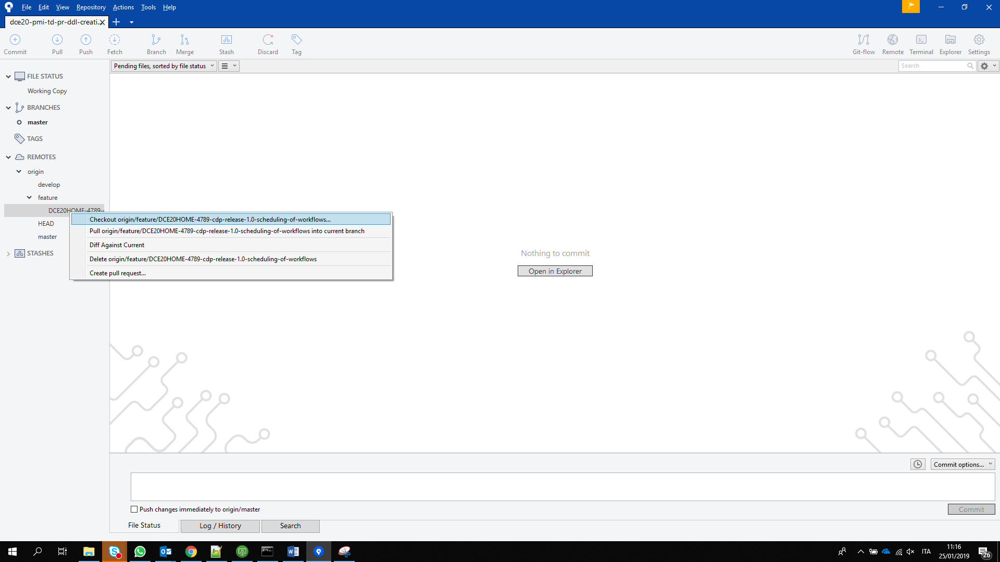 File Edit View Repository Actions Tools Help
dce20-pmi-td-pr-ddl-creati...
Commit Pull Push Fetch Branch Merge Stash Discard Tag Git-flow Remote Terminal Explorer Settings
Pending files, sorted by file status
Search
FILE STATUS
Working Copy
BRANCHES
master
TAGS
REMOTES
origin
develop
feature
DCE20HOME-4789-
HEAD
master
STASHES
Checkout origin/feature/DCE20HOME-4789-cdp-release-1.0-scheduling-of-workflows...
Pull origin/feature/DCE20HOME-4789-cdp-release-1.0-scheduling-of-workflows into current branch
Diff Against Current
Delete origin/feature/DCE20HOME-4789-cdp-release-1.0-scheduling-of-workflows
Create pull request...
Nothing to commit
Open in Explorer
Commit options...
Push changes immediately to origin/master
Commit
File Status
Log / History
Search
ITA
11:16
25/01/2019
26